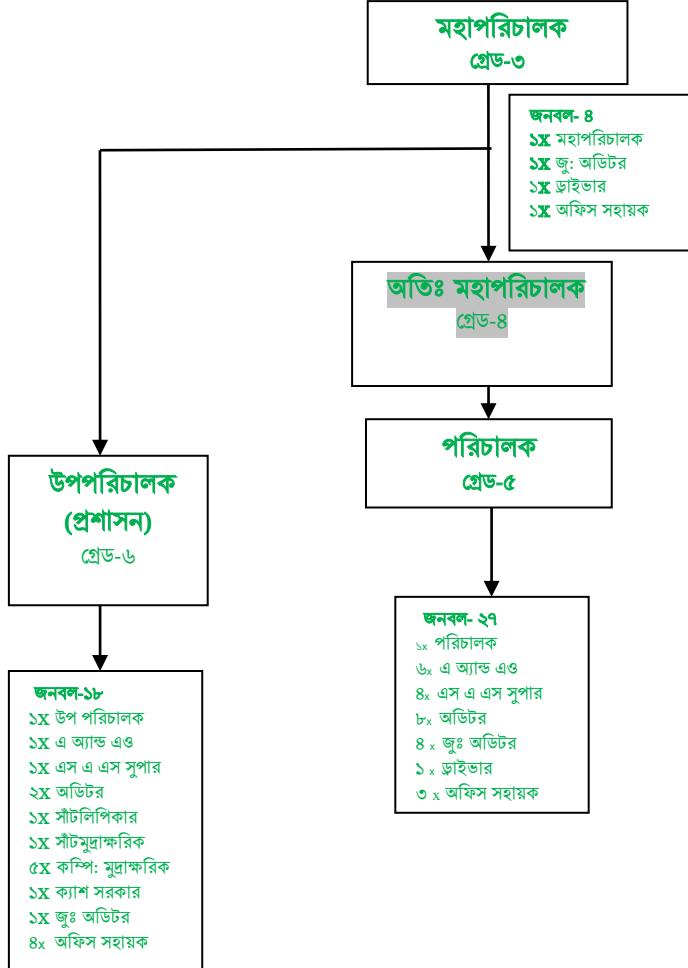 মহাপরিচালক
গ্রেড-৩
জনবল- ৪
১X মহাপরিচালক
১X জু: অডিটর
১X ড্রাইভার
১X অফিস সহায়ক
অতিঃ মহাপরিচালক
গ্রেড-৪
পরিচালক
গ্রেড-৫
উপপরিচালক
(প্রশাসন)
গ্রেড-৬
জনবল- ২৭
১x পরিচালক
৬x এ অ্যান্ড এও
৪x এস এ এস সুপার
৮x অডিটর
৪ x জুঃ অডিটর
১ x ড্রাইভার
৩ x অফিস সহায়ক
জনবল-১৮
১X উপ পরিচালক
১X এ অ্যান্ড এও
১X এস এ এস সুপার
২X অডিটর
১X সাঁটলিপিকার
১X সাঁটমুদ্রাক্ষরিক
৫X কম্পি: মুদ্রাক্ষরিক
১X ক্যাশ সরকার
১X জুঃ অডিটর
৪x অফিস সহায়ক